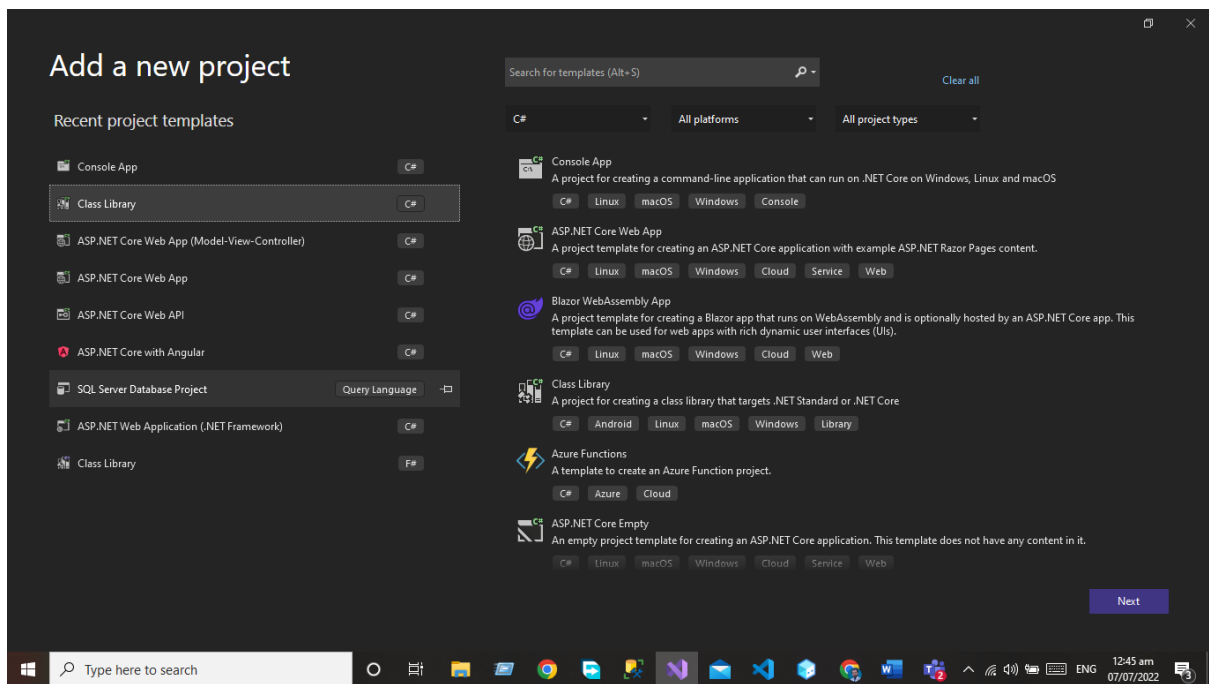 Add a new project
Recent project templates
Console App C#
Class Library C#
ASP.NET Core Web App (Model-View-Controller) C#
ASP.NET Core Web App C#
ASP.NET Core Web API C#
ASP.NET Core with Angular C#
SQL Server Database Project Query Language
ASP.NET Web Application (.NET Framework) C#
Class Library F#
Search for templates (Alt+S)
Clear all
C# All platforms All project types
Console App
A project for creating a command-line application that can run on .NET Core on Windows, Linux and macOS
C# Linux macOS Windows Console
ASP.NET Core Web App
A project template for creating an ASP.NET Core application with example ASP.NET Razor Pages content.
C# Linux macOS Windows Cloud Service Web
Blazor WebAssembly App
A project template for creating a Blazor app that runs on WebAssembly and is optionally hosted by an ASP.NET Core app. This
template can be used for web apps with rich dynamic user interfaces (UIs).
C# Linux macOS Windows Cloud Web
Class Library
A project for creating a class library that targets .NET Standard or .NET Core
C# Android Linux macOS Windows Library
Azure Functions
A template to create an Azure Function project.
C# Azure Cloud
ASP.NET Core Empty
An empty project template for creating an ASP.NET Core application. This template does not have any content in it.
C# Linux macOS Windows Cloud Service Web
Next
Type here to search
ENG
12:45 am
07/07/2022